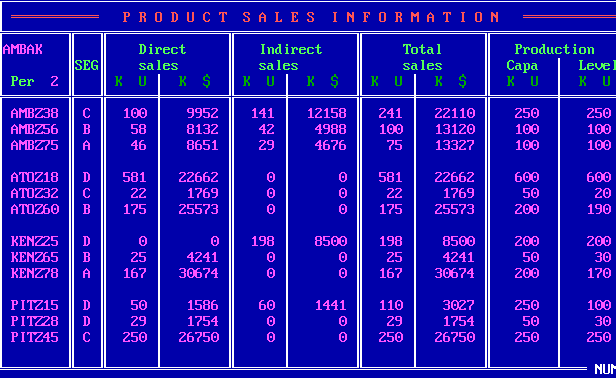 PRODUCT SALES INFORMATION
AMBAK SEG Direct sales Indirect sales Total sales Production
Per 2 K U K $ K U K $ K U K $ Capa K U Level K U
AMBZ38 C 100 9952 141 12158 241 22110 250 250
AMBZ56 B 58 8132 42 4988 100 13120 100 100
AMBZ75 A 46 8651 29 4676 75 13327 100 100
ATOZ18 D 581 22662 0 0 581 22662 600 600
ATOZ32 C 22 1769 0 0 22 1769 50 20
ATOZ60 B 175 25573 0 0 175 25573 200 190
KENZ25 D 0 0 198 8500 198 8500 200 200
KENZ65 B 25 4241 0 0 25 4241 50 30
KENZ78 A 167 30674 0 0 167 30674 200 170
PITZ15 D 50 1586 60 1441 110 3027 250 100
PITZ28 D 29 1754 0 0 29 1754 50 30
PITZ45 C 250 26750 0 0 250 26750 250 250
NUM